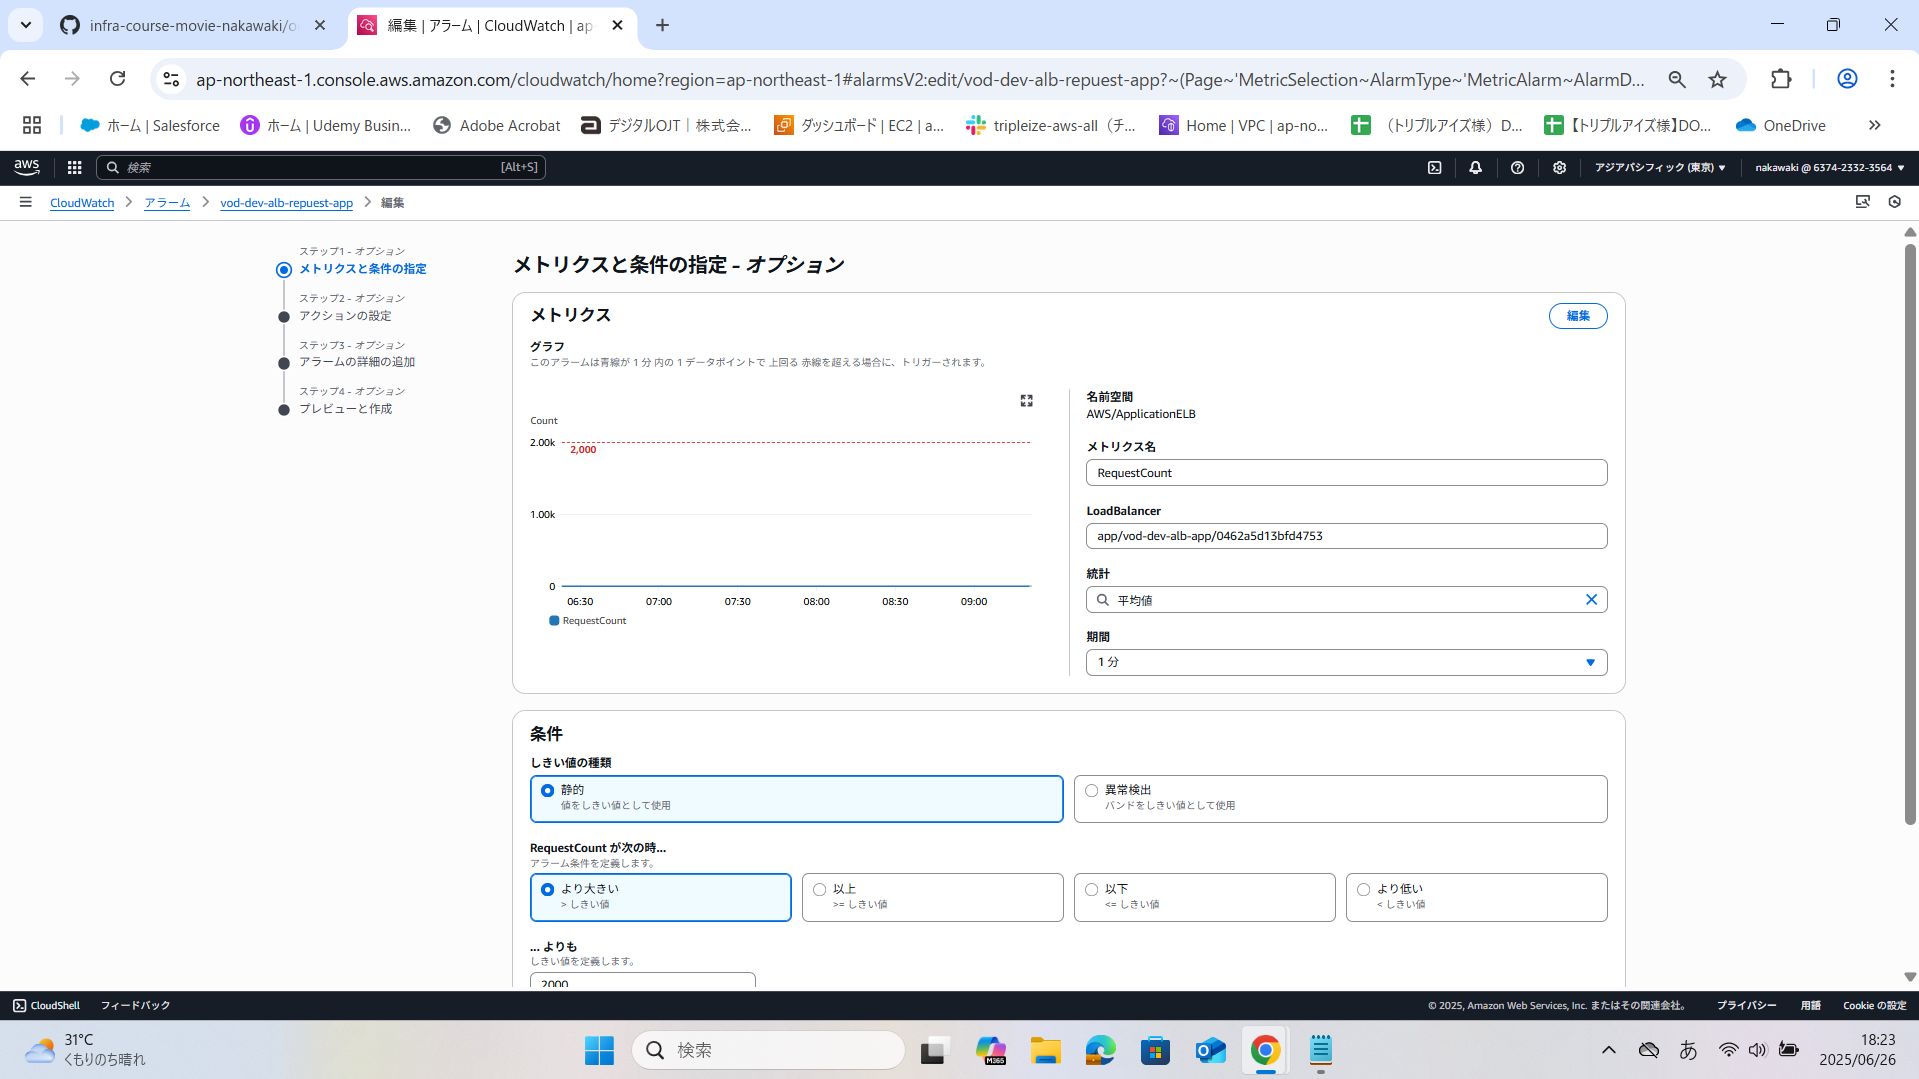 infra-course-movie-nakawaki/o
編集 | アラーム | CloudWatch | ap-
ap-northeast-1.console.aws.amazon.com/cloudwatch/home?region=ap-northeast-1#alarmsV2:edit/vod-dev-alb-repuest-app?~(Page~'MetricSelection~AlarmType~'MetricAlarm~AlarmD...
ホーム | Salesforce
ホーム | Udemy Busin...
Adobe Acrobat
デジタルOJT | 株式会...
ダッシュボード | EC2 | a...
tripleize-aws-all（チ...
Home | VPC | ap-no...
（トリプルアイズ様）D...
【トリプルアイズ様】DO...
OneDrive
aws
検索
[Alt+S]
アジアパシフィック (東京)
nakawaki @ 6374-2332-3564
CloudWatch
アラーム
vod-dev-alb-repuest-app
編集
ステップ1 - オプション
メトリクスと条件の指定
ステップ2 - オプション
アクションの設定
ステップ3 - オプション
アラームの詳細の追加
ステップ4 - オプション
プレビューと作成
メトリクスと条件の指定 - オプション
メトリクス
編集
グラフ
このアラームは青線が 1 分 内の 1 データポイントで 上回る 赤線を超える場合に、トリガーされます。
Count
2.00k
2,000
1.00k
0
06:30
07:00
07:30
08:00
08:30
09:00
RequestCount
名前空間
AWS/ApplicationELB
メトリクス名
RequestCount
LoadBalancer
app/vod-dev-alb-app/0462a5d13bfd4753
統計
平均値
期間
1 分
条件
しきい値の種類
静的
値をしきい値として使用
異常検出
バンドをしきい値として使用
RequestCount が次の時...
アラーム条件を定義します。
より大きい
> しきい値
以上
>= しきい値
以下
<= しきい値
より低い
< しきい値
... よりも
しきい値を定義します。
2000
CloudShell
フィードバック
© 2025, Amazon Web Services, Inc. またはその関連会社。
プライバシー
用語
Cookie の設定
31°C
くもりのち晴れ
検索
M365
あ
18:23
2025/06/26